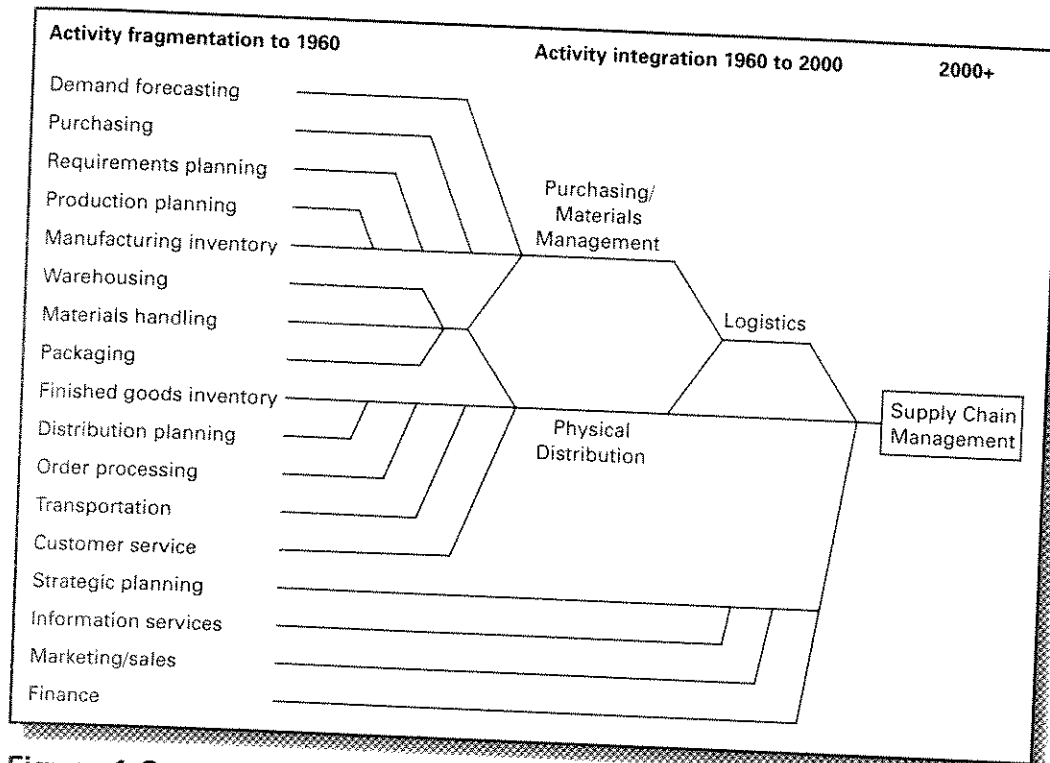 Activity fragmentation to 1960
Activity integration 1960 to 2000
2000+
Demand forecasting
Purchasing
Requirements planning
Production planning
Manufacturing inventory
Warehousing
Materials handling
Packaging
Finished goods inventory
Distribution planning
Order processing
Transportation
Customer service
Strategic planning
Information services
Marketing/sales
Finance
Purchasing/
Materials
Management
Logistics
Physical
Distribution
Supply Chain
Management